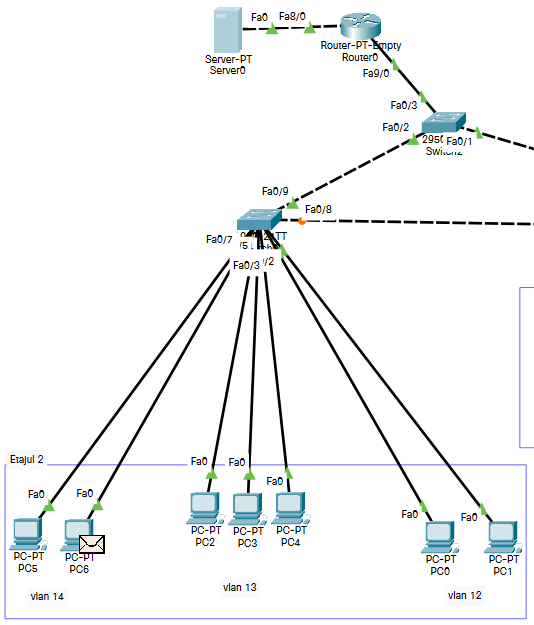 Fa0
Fa8/0
Server-PT
Server0
Router-PT-Empty
Router0
Fa9/0
Fa0/3
Fa0/2
Fa0/1
Fa0/9
Fa0/8
Fa0/7
Fa0/3
Etajul 2
Fa0
Fa0
Fa0
Fa0
Fa0
Fa0
Fa0
PC-PT
PC5
PC-PT
PC6
PC-PT
PC2
PC-PT
PC3
PC-PT
PC4
PC-PT
PC0
PC-PT
PC1
vlan 14
vlan 13
vlan 12